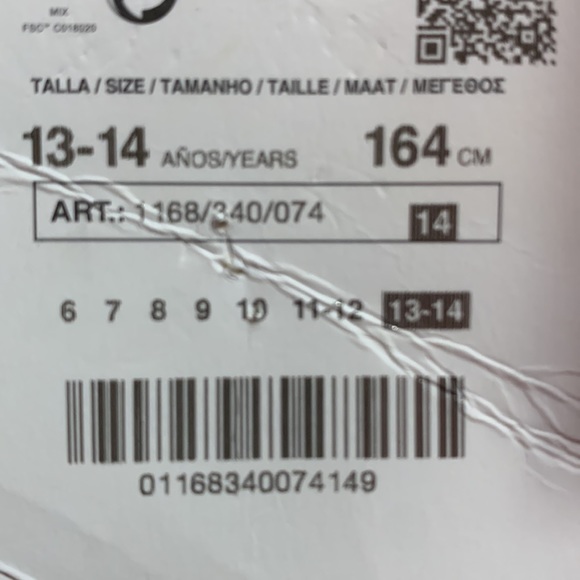 MIX
FSC™ C018020
TALLA / SIZE / TAMANHO / TAILLE / MAAT / ΜΕΓΕΘΟΣ
13-14 AÑOS/YEARS 164 CM
ART.: 1168/340/074 14
6 7 8 9 10 11-12 13-14
01168340074149